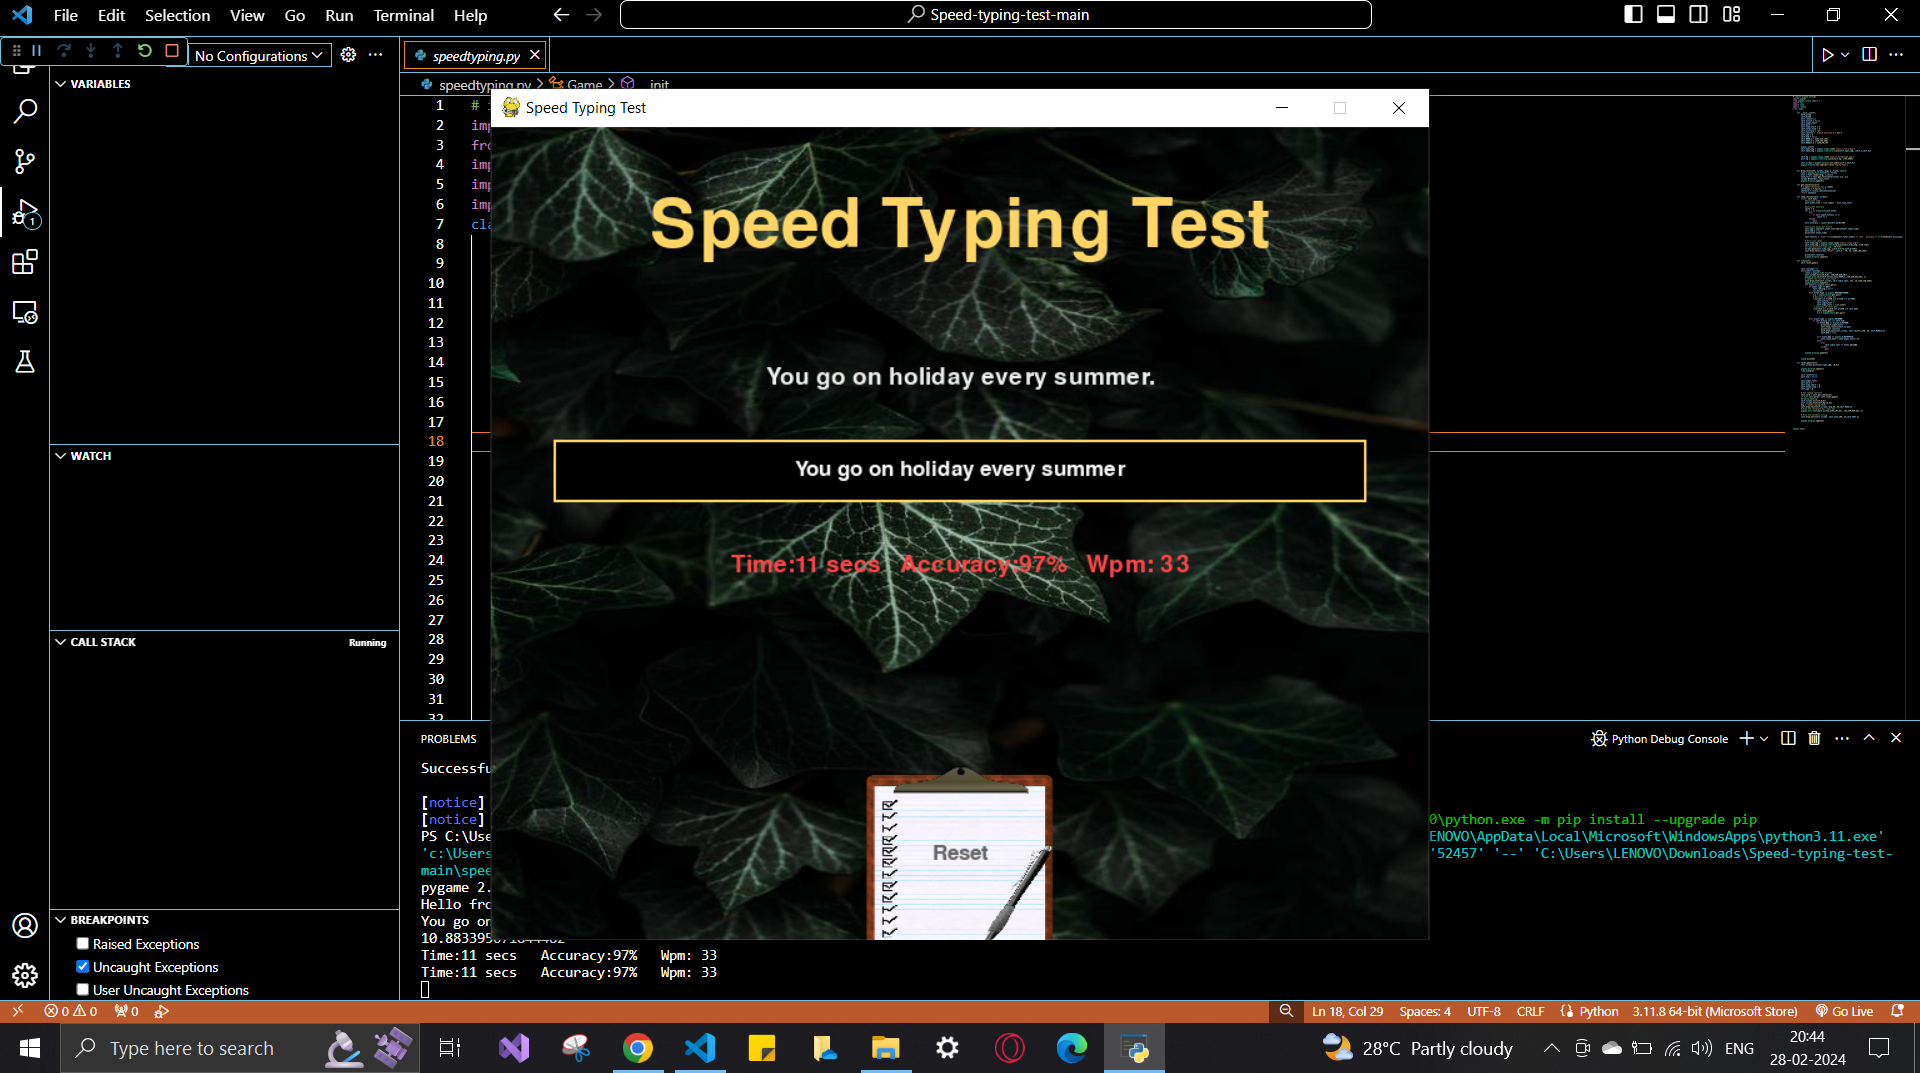 File Edit Selection View Go Run Terminal Help
Speed-typing-test-main
No Configurations
speedtyping.py
VARIABLES
speedtyping.py > Game > __init__
Speed Typing Test
1 #
2 imp
3 fro
4 imp
5 imp
6 imp
7 cla
8
9
10
11
12
13
14
15
16
17
18
19
20
21
22
23
24
25
26
27
28
29
30
31
32
Speed Typing Test
You go on holiday every summer.
You go on holiday every summer
Time:11 secs Accuracy:97% Wpm: 33
Reset
1
WATCH
CALL STACK
Running
BREAKPOINTS
Raised Exceptions
Uncaught Exceptions
User Uncaught Exceptions
PROBLEMS
Python Debug Console
Successfu
[notice]
[notice] 0\python.exe -m pip install --upgrade pip
PS C:\Use ENOVO\AppData\Local\Microsoft\WindowsApps\python3.11.exe'
'c:\Users '52457' '--' 'C:\Users\LENOVO\Downloads\Speed-typing-test-
main\spee
pygame 2.
Hello fro
You go on
Time:11 secs Accuracy:97% Wpm: 33
Time:11 secs Accuracy:97% Wpm: 33
0 0 0
Ln 18, Col 29 Spaces: 4 UTF-8 CRLF Python 3.11.8 64-bit (Microsoft Store) Go Live
Type here to search
28°C Partly cloudy
ENG
20:44
28-02-2024